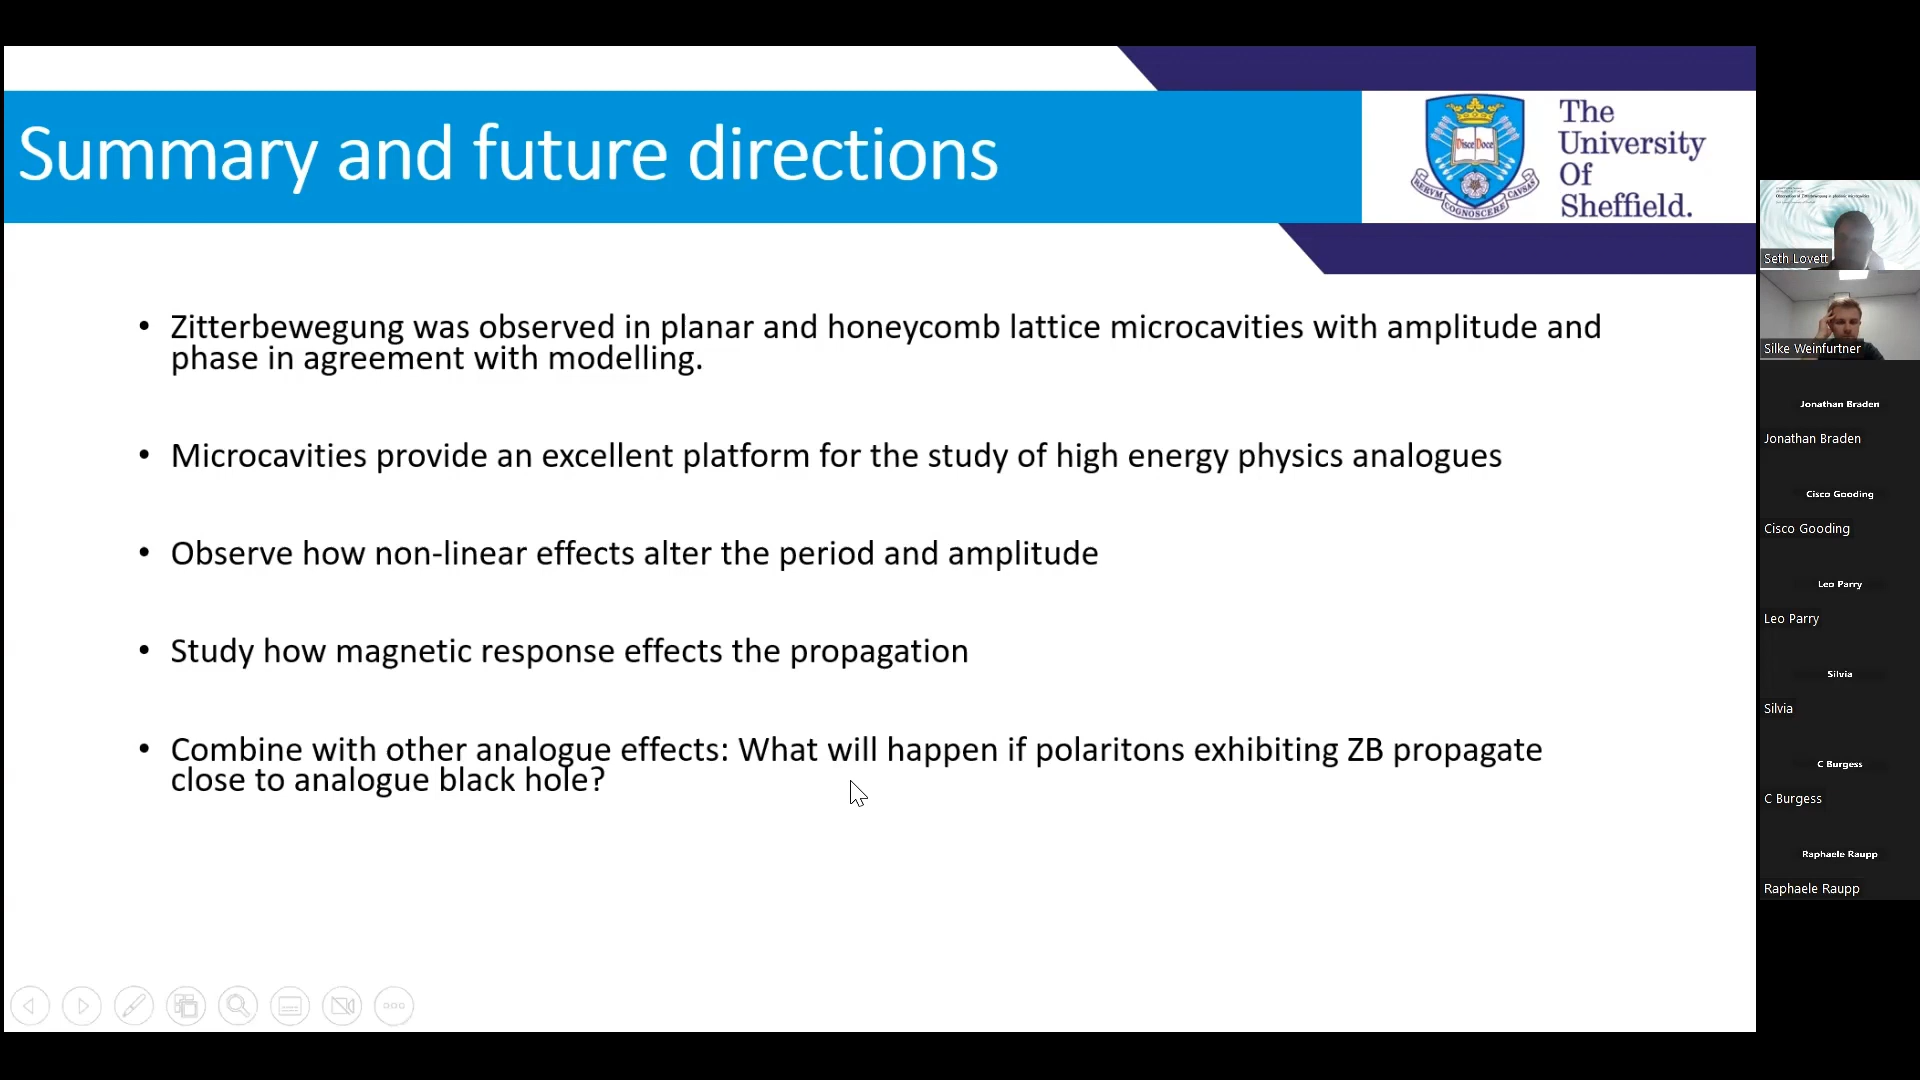 Summary and future directions
The
University
Of
Sheffield.
Disce Doce
RERVM COGNOSCERE CAVSAS
• Zitterbewegung was observed in planar and honeycomb lattice microcavities with amplitude and
phase in agreement with modelling.
• Microcavities provide an excellent platform for the study of high energy physics analogues
• Observe how non-linear effects alter the period and amplitude
• Study how magnetic response effects the propagation
• Combine with other analogue effects: What will happen if polaritons exhibiting ZB propagate
close to analogue black hole?
Seth Lovett
Silke Weinfurtner
Jonathan Braden
Jonathan Braden
Cisco Gooding
Cisco Gooding
Leo Parry
Leo Parry
Silvia
Silvia
C Burgess
C Burgess
Raphaele Raupp
Raphaele Raupp